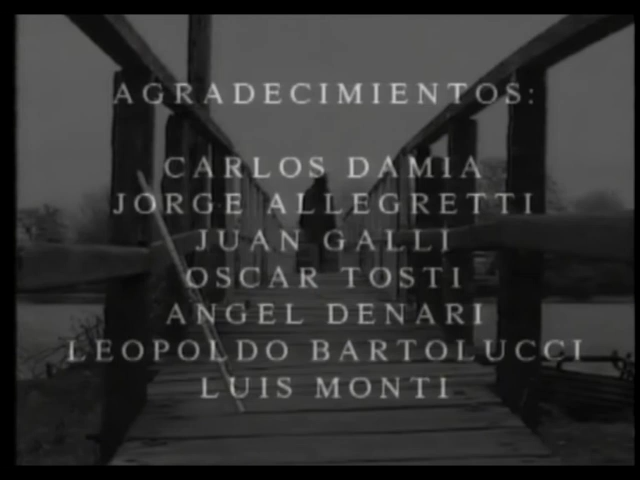 AGRADECIMIENTOS:
CARLOS DAMIA
JORGE ALLEGRETTI
JUAN GALLI
OSCAR TOSTI
ANGEL DENARI
LEOPOLDO BARTOLUCCI
LUIS MONTI